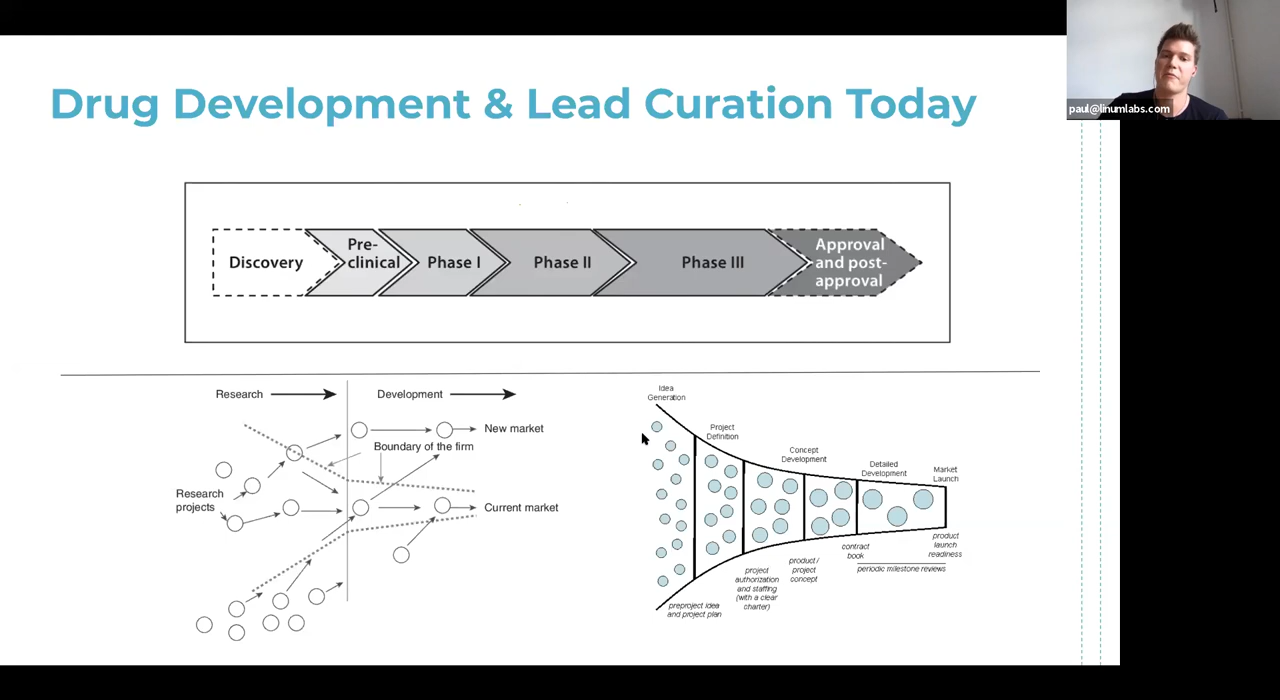 Drug Development & Lead Curation Today
paul@linumlabs.com
Discovery
Pre-
clinical
Phase I
Phase II
Phase III
Approval
and post-
approval
Research
Development
New market
Boundary of the firm
Research
projects
Current market
Idea
Generation
Project
Definition
Concept
Development
Detailed
Development
Market
Launch
preproject idea
and project plan
project
authorization
and staffing
(with a clear
charter)
product/
project
concept
contract
book
product
launch
readiness
periodic milestone reviews